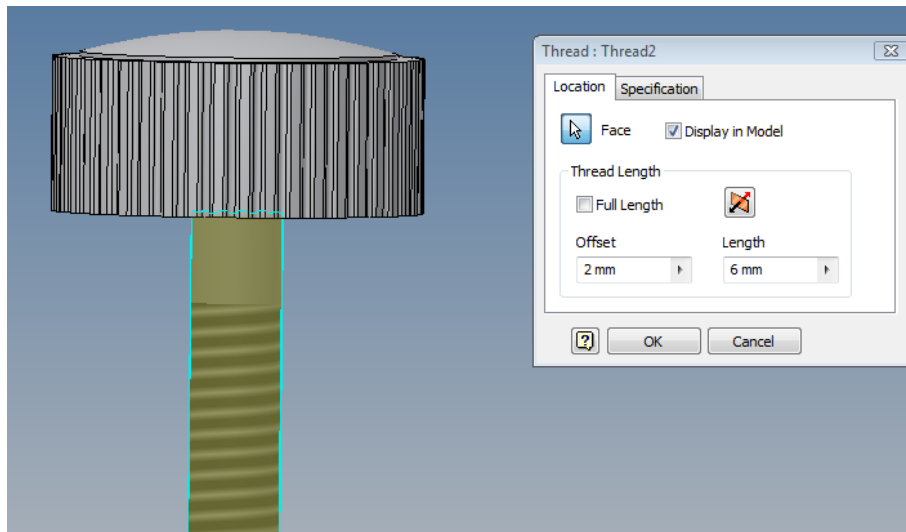 Thread : Thread2
Location Specification
Face Display in Model
Thread Length
Full Length
Offset Length
2 mm 6 mm
? OK Cancel